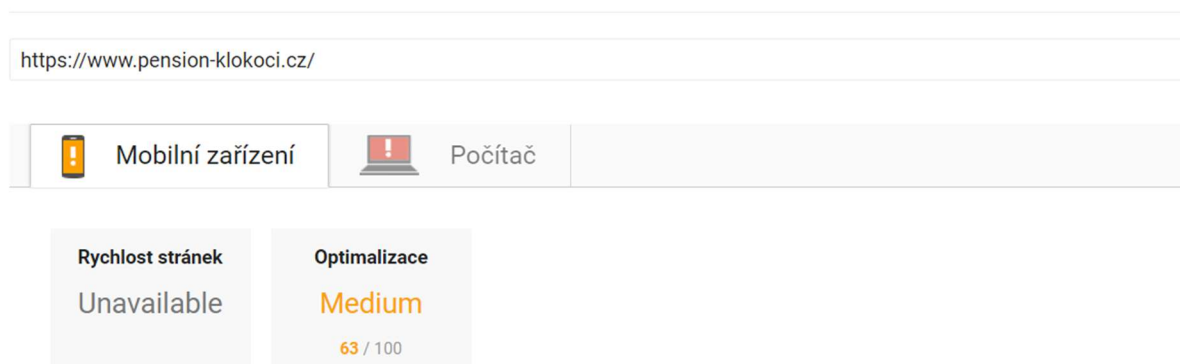 https://www.pension-klokoci.cz/
Mobilní zařízení Počítač
Rychlost stránek Optimalizace
Unavailable Medium
63 / 100